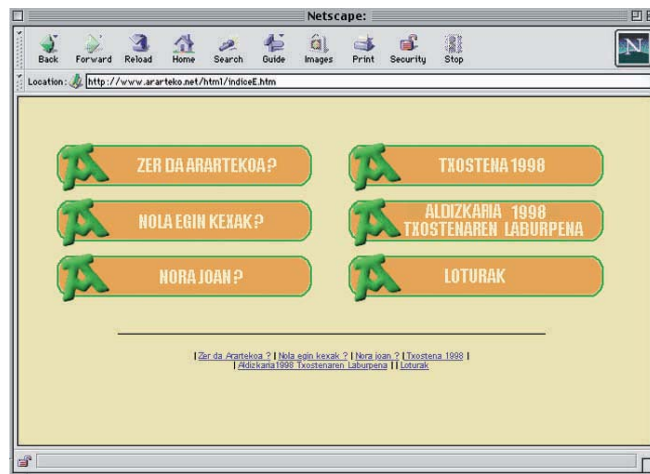 Netscape:
Back Forward Reload Home Search Guide Images Print Security Stop
N
Location: http://www.ararteko.net/html/indiceE.htm
ZER DA ARARTEKOA?
TXOSTENA 1998
NOLA EGIN KEXAK?
ALDIZKARIA 1998
TXOSTENAREN LABURPENA
NORA JOAN?
LOTURAK
| Zer da Arartekoa ? | Nola egin kexak ? | Nora joan ? | Txostena 1998 |
| Aldizkaria1998 Txostenaren Laburpena | | Loturak